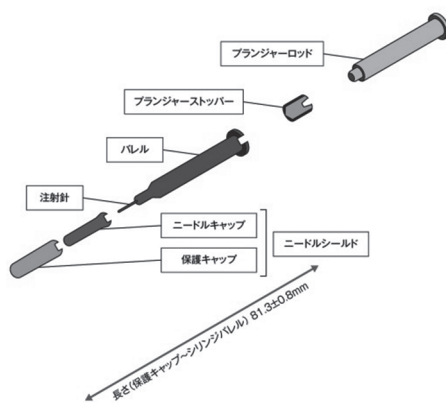 プランジャーロッド
プランジャーストッパー
バレル
注射針
ニードルキャップ
ニードルシールド
保護キャップ
長さ(保護キャップ～シリンジバレル) 81.3±0.8mm